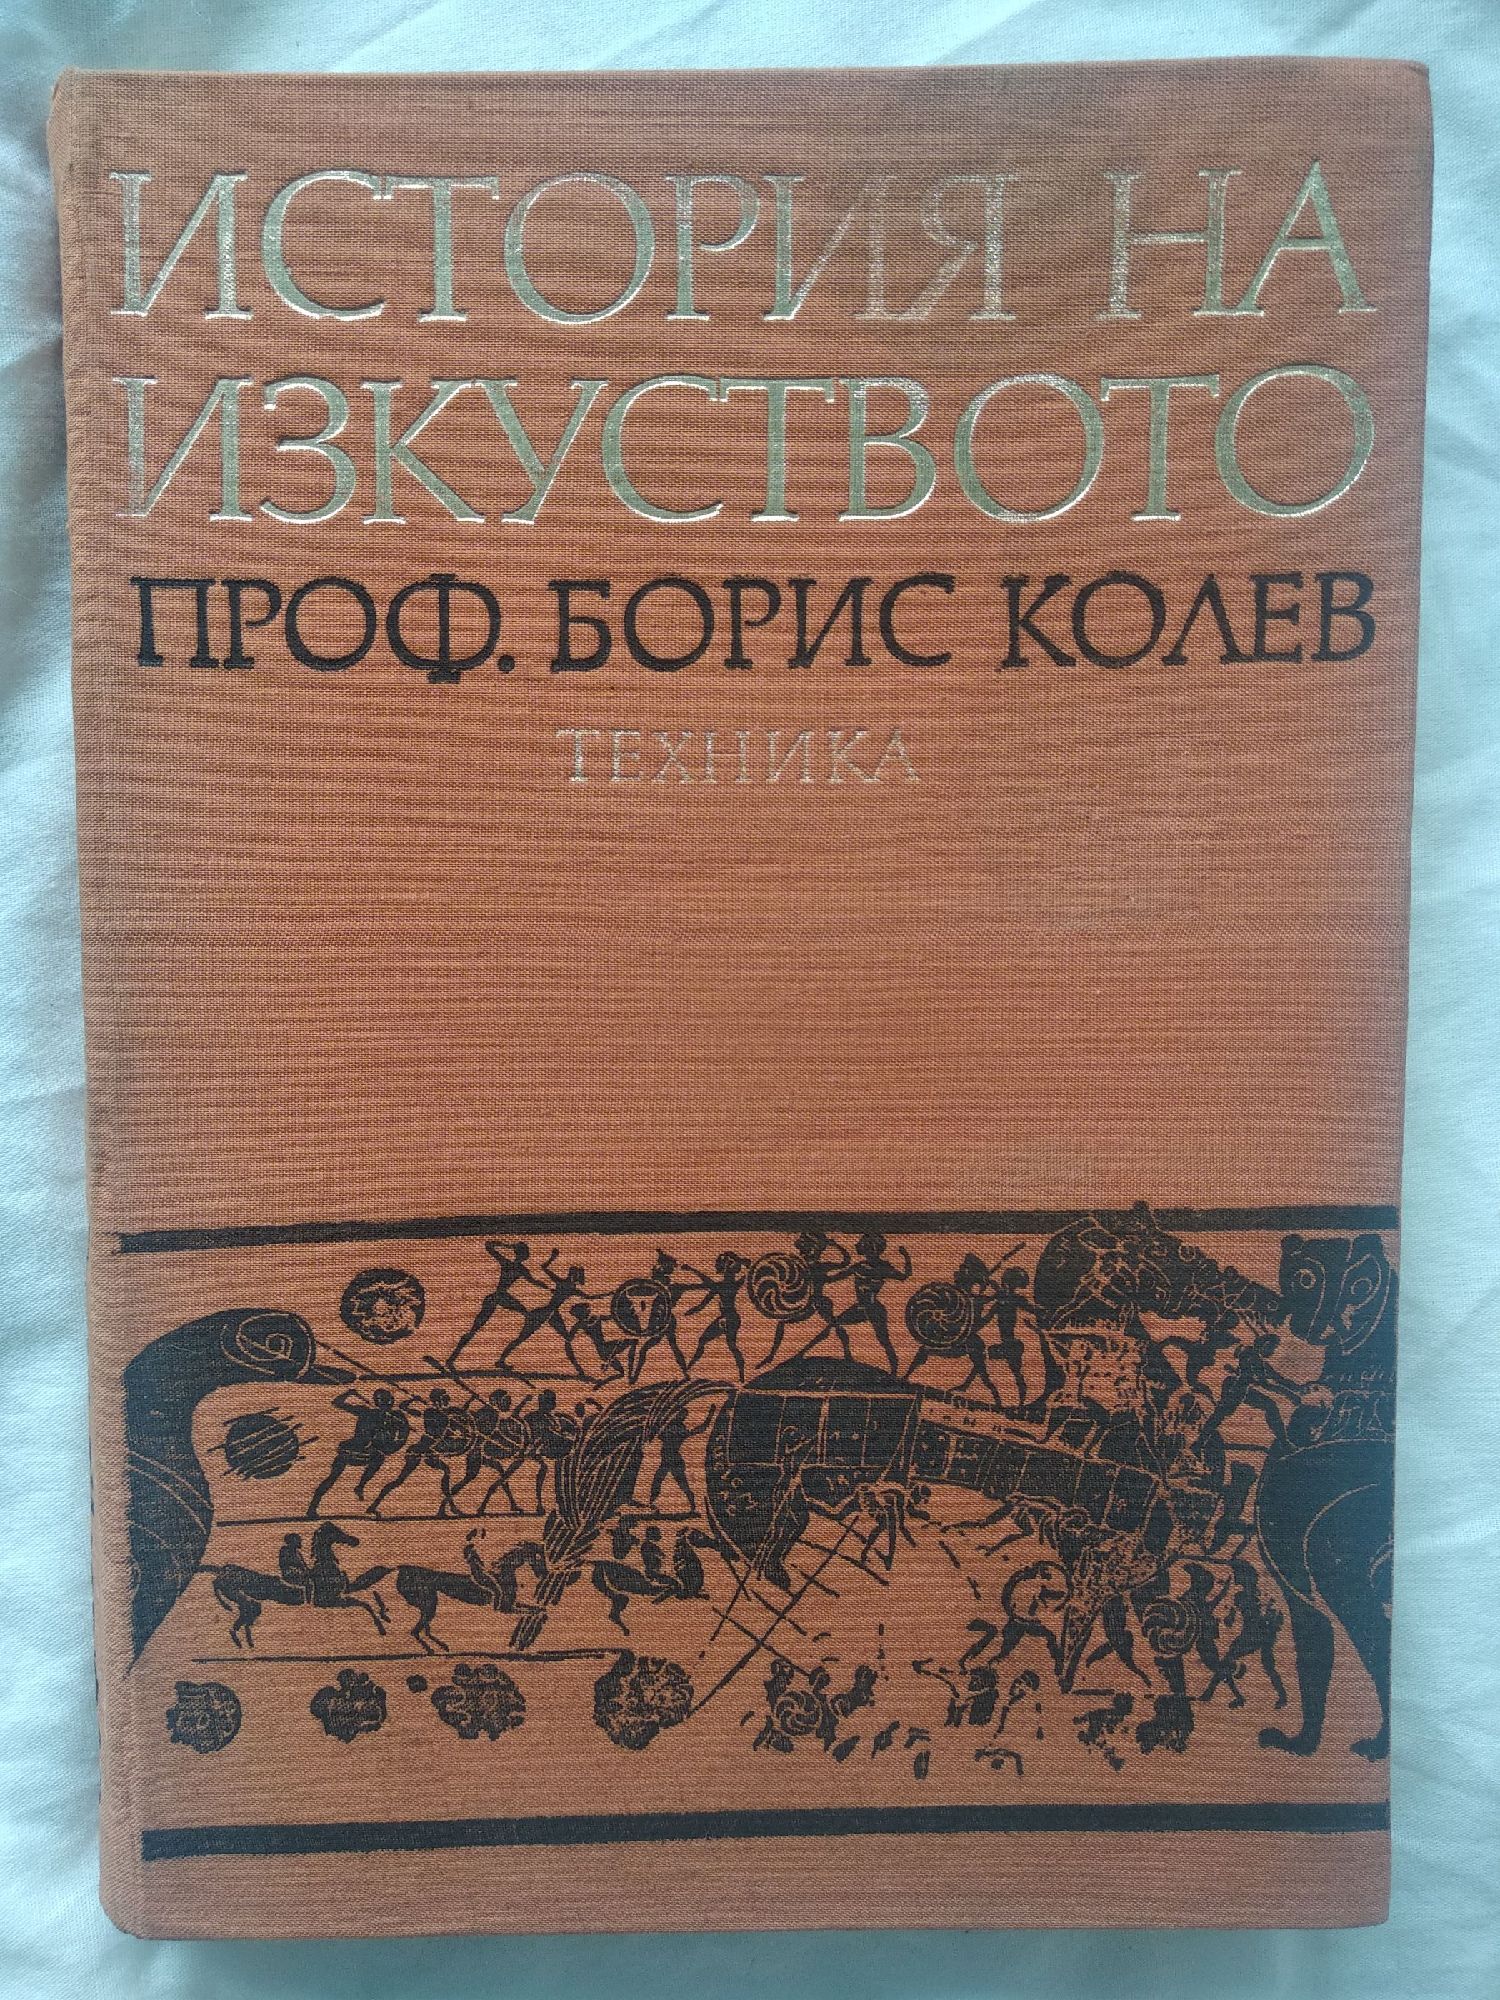 ИСТОРИЯ НА
ИЗКУСТВОТО
ПРОФ. БОРИС КОЛЕВ
ТЕХНИКА